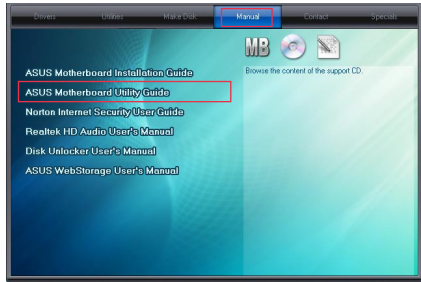 Drivers Utilities Make Disk Manual Contact Specials
MB
Browse the content of the support CD.
ASUS Motherboard Installation Guide
ASUS Motherboard Utility Guide
Norton Internet Security User Guide
Realtek HD Audio User's Manual
Disk Unlocker User's Manual
ASUS WebStorage User's Manual